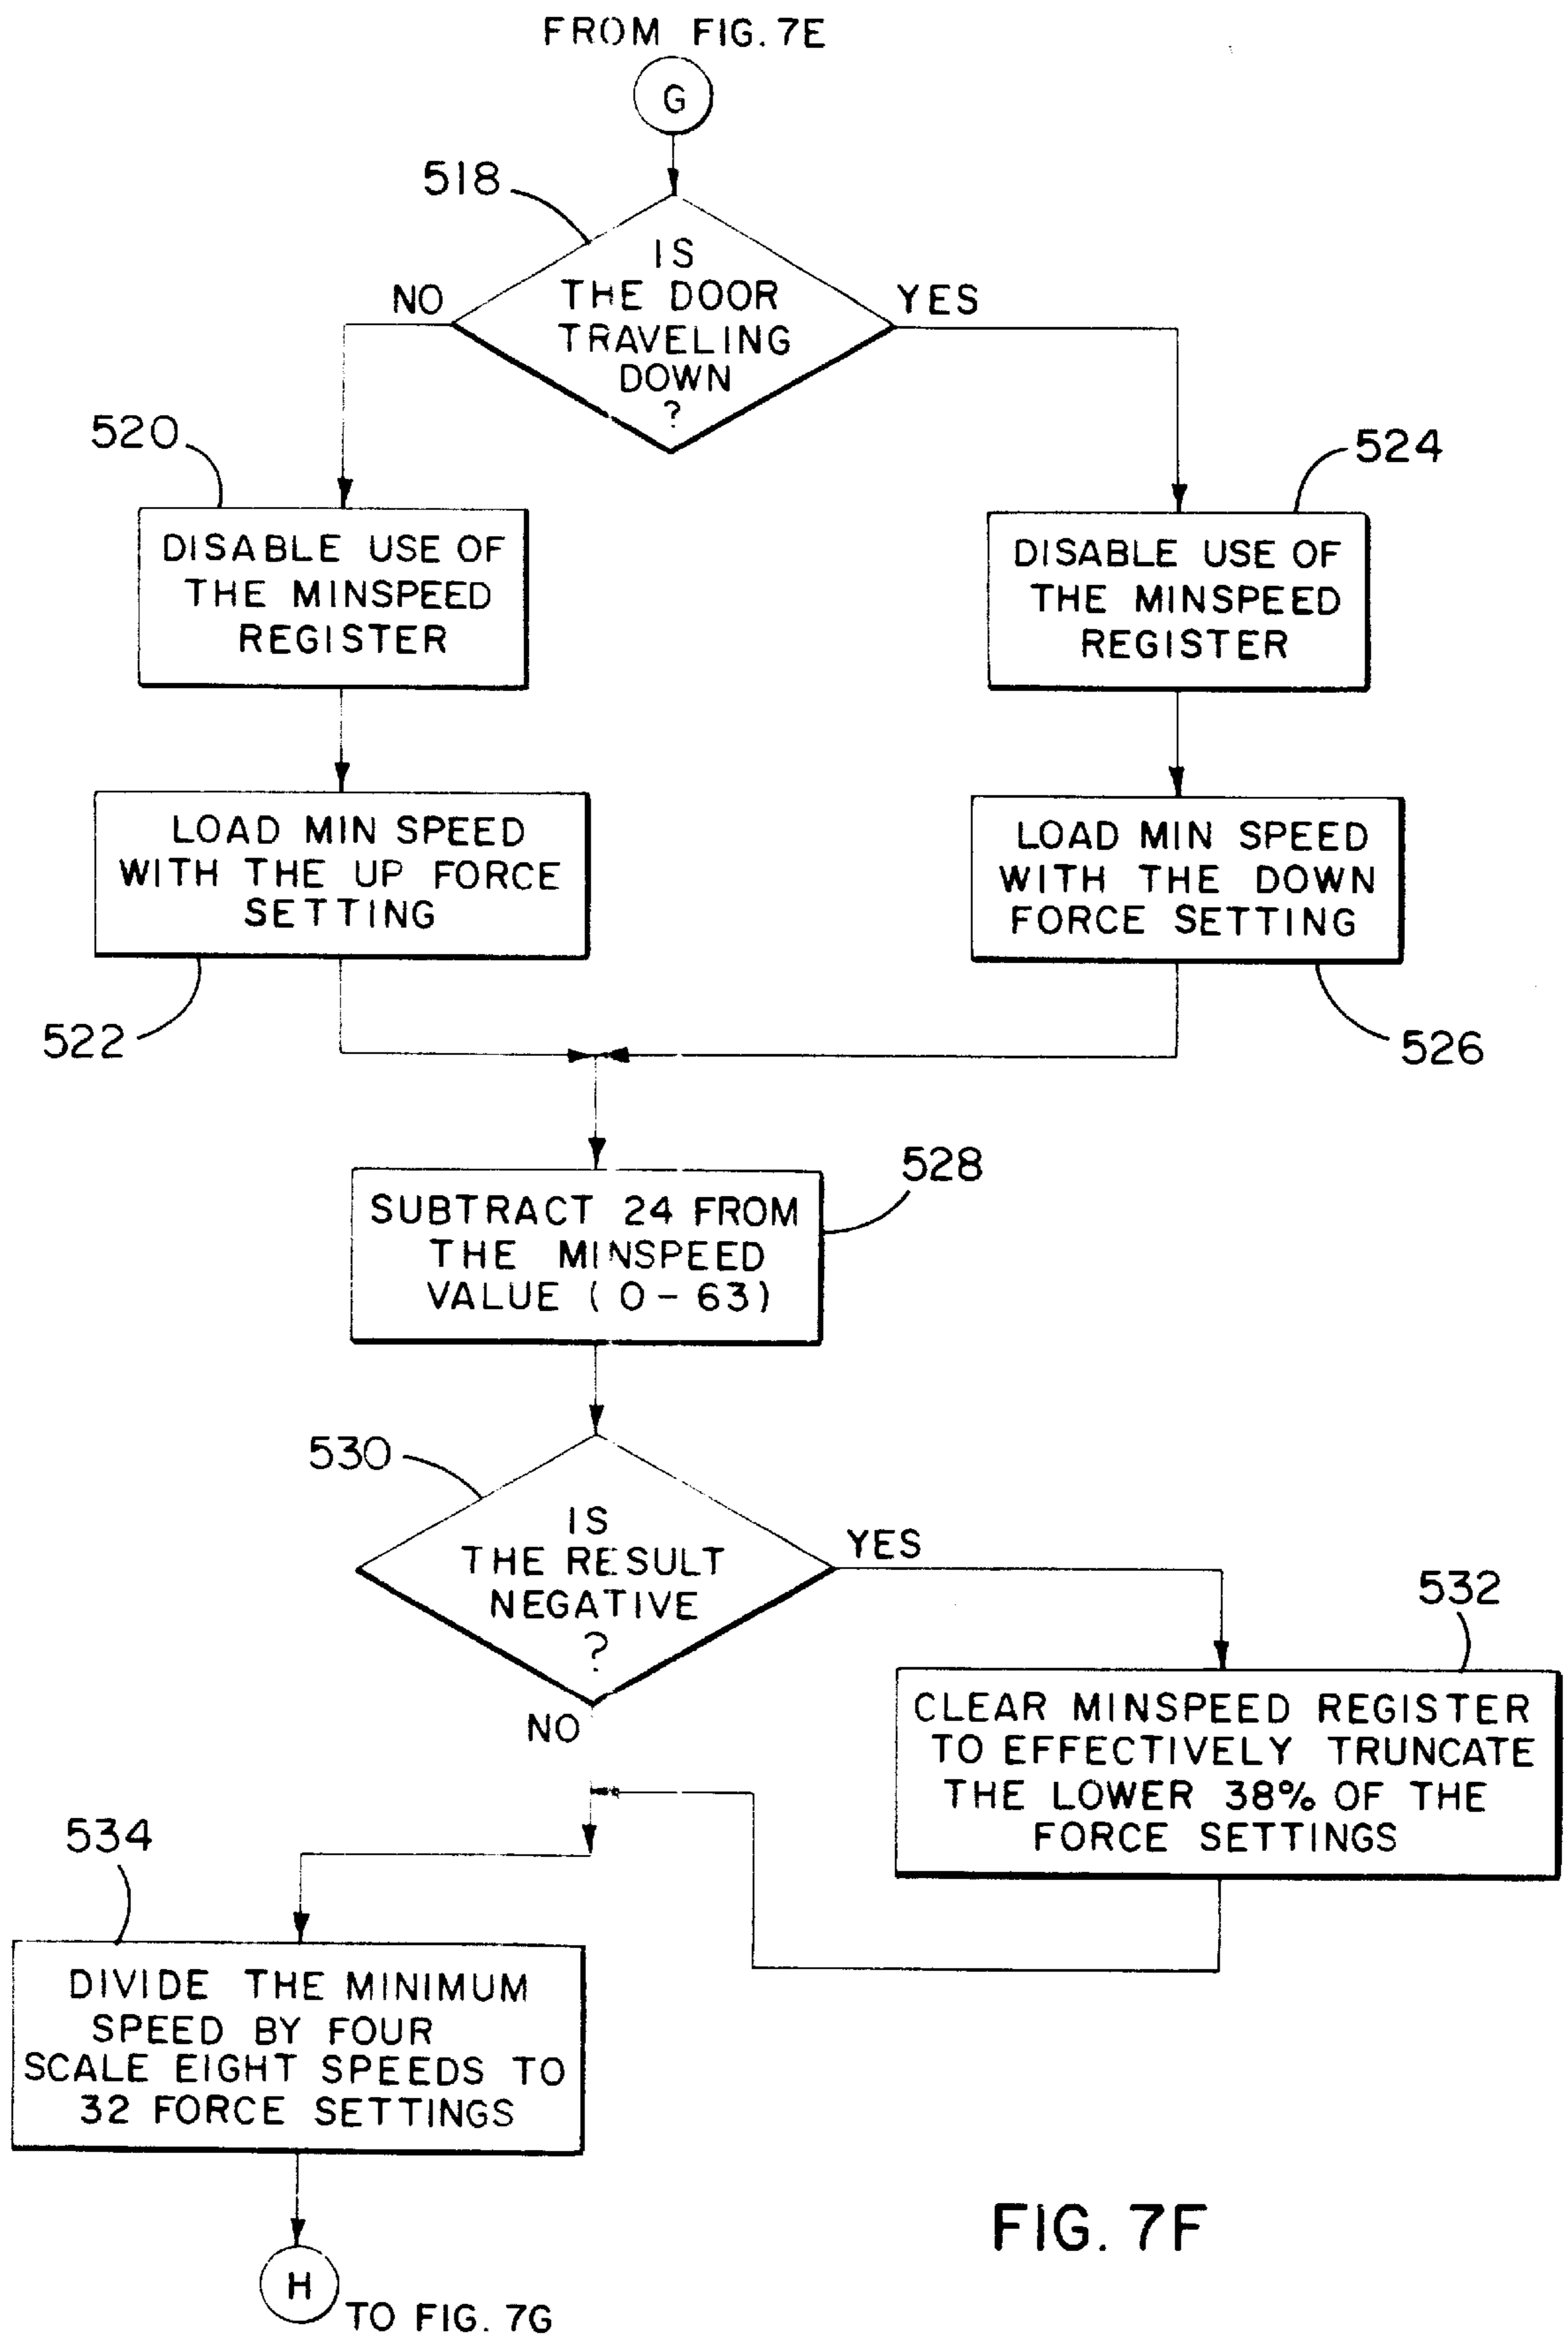 FROM FIG. 7E
G
518
IS
THE DOOR
TRAVELING
DOWN
?
NO
YES
520
524
DISABLE USE OF
THE MINSPEED
REGISTER
DISABLE USE OF
THE MINSPEED
REGISTER
LOAD MIN SPEED
WITH THE UP FORCE
SETTING
LOAD MIN SPEED
WITH THE DOWN
FORCE SETTING
522
526
528
SUBTRACT 24 FROM
THE MINSPEED
VALUE (0-63)
530
IS
THE RESULT
NEGATIVE
?
YES
NO
532
CLEAR MINSPEED REGISTER
TO EFFECTIVELY TRUNCATE
THE LOWER 38% OF THE
FORCE SETTINGS
534
DIVIDE THE MINIMUM
SPEED BY FOUR
SCALE EIGHT SPEEDS TO
32 FORCE SETTINGS
H
TO FIG. 7G
FIG. 7F